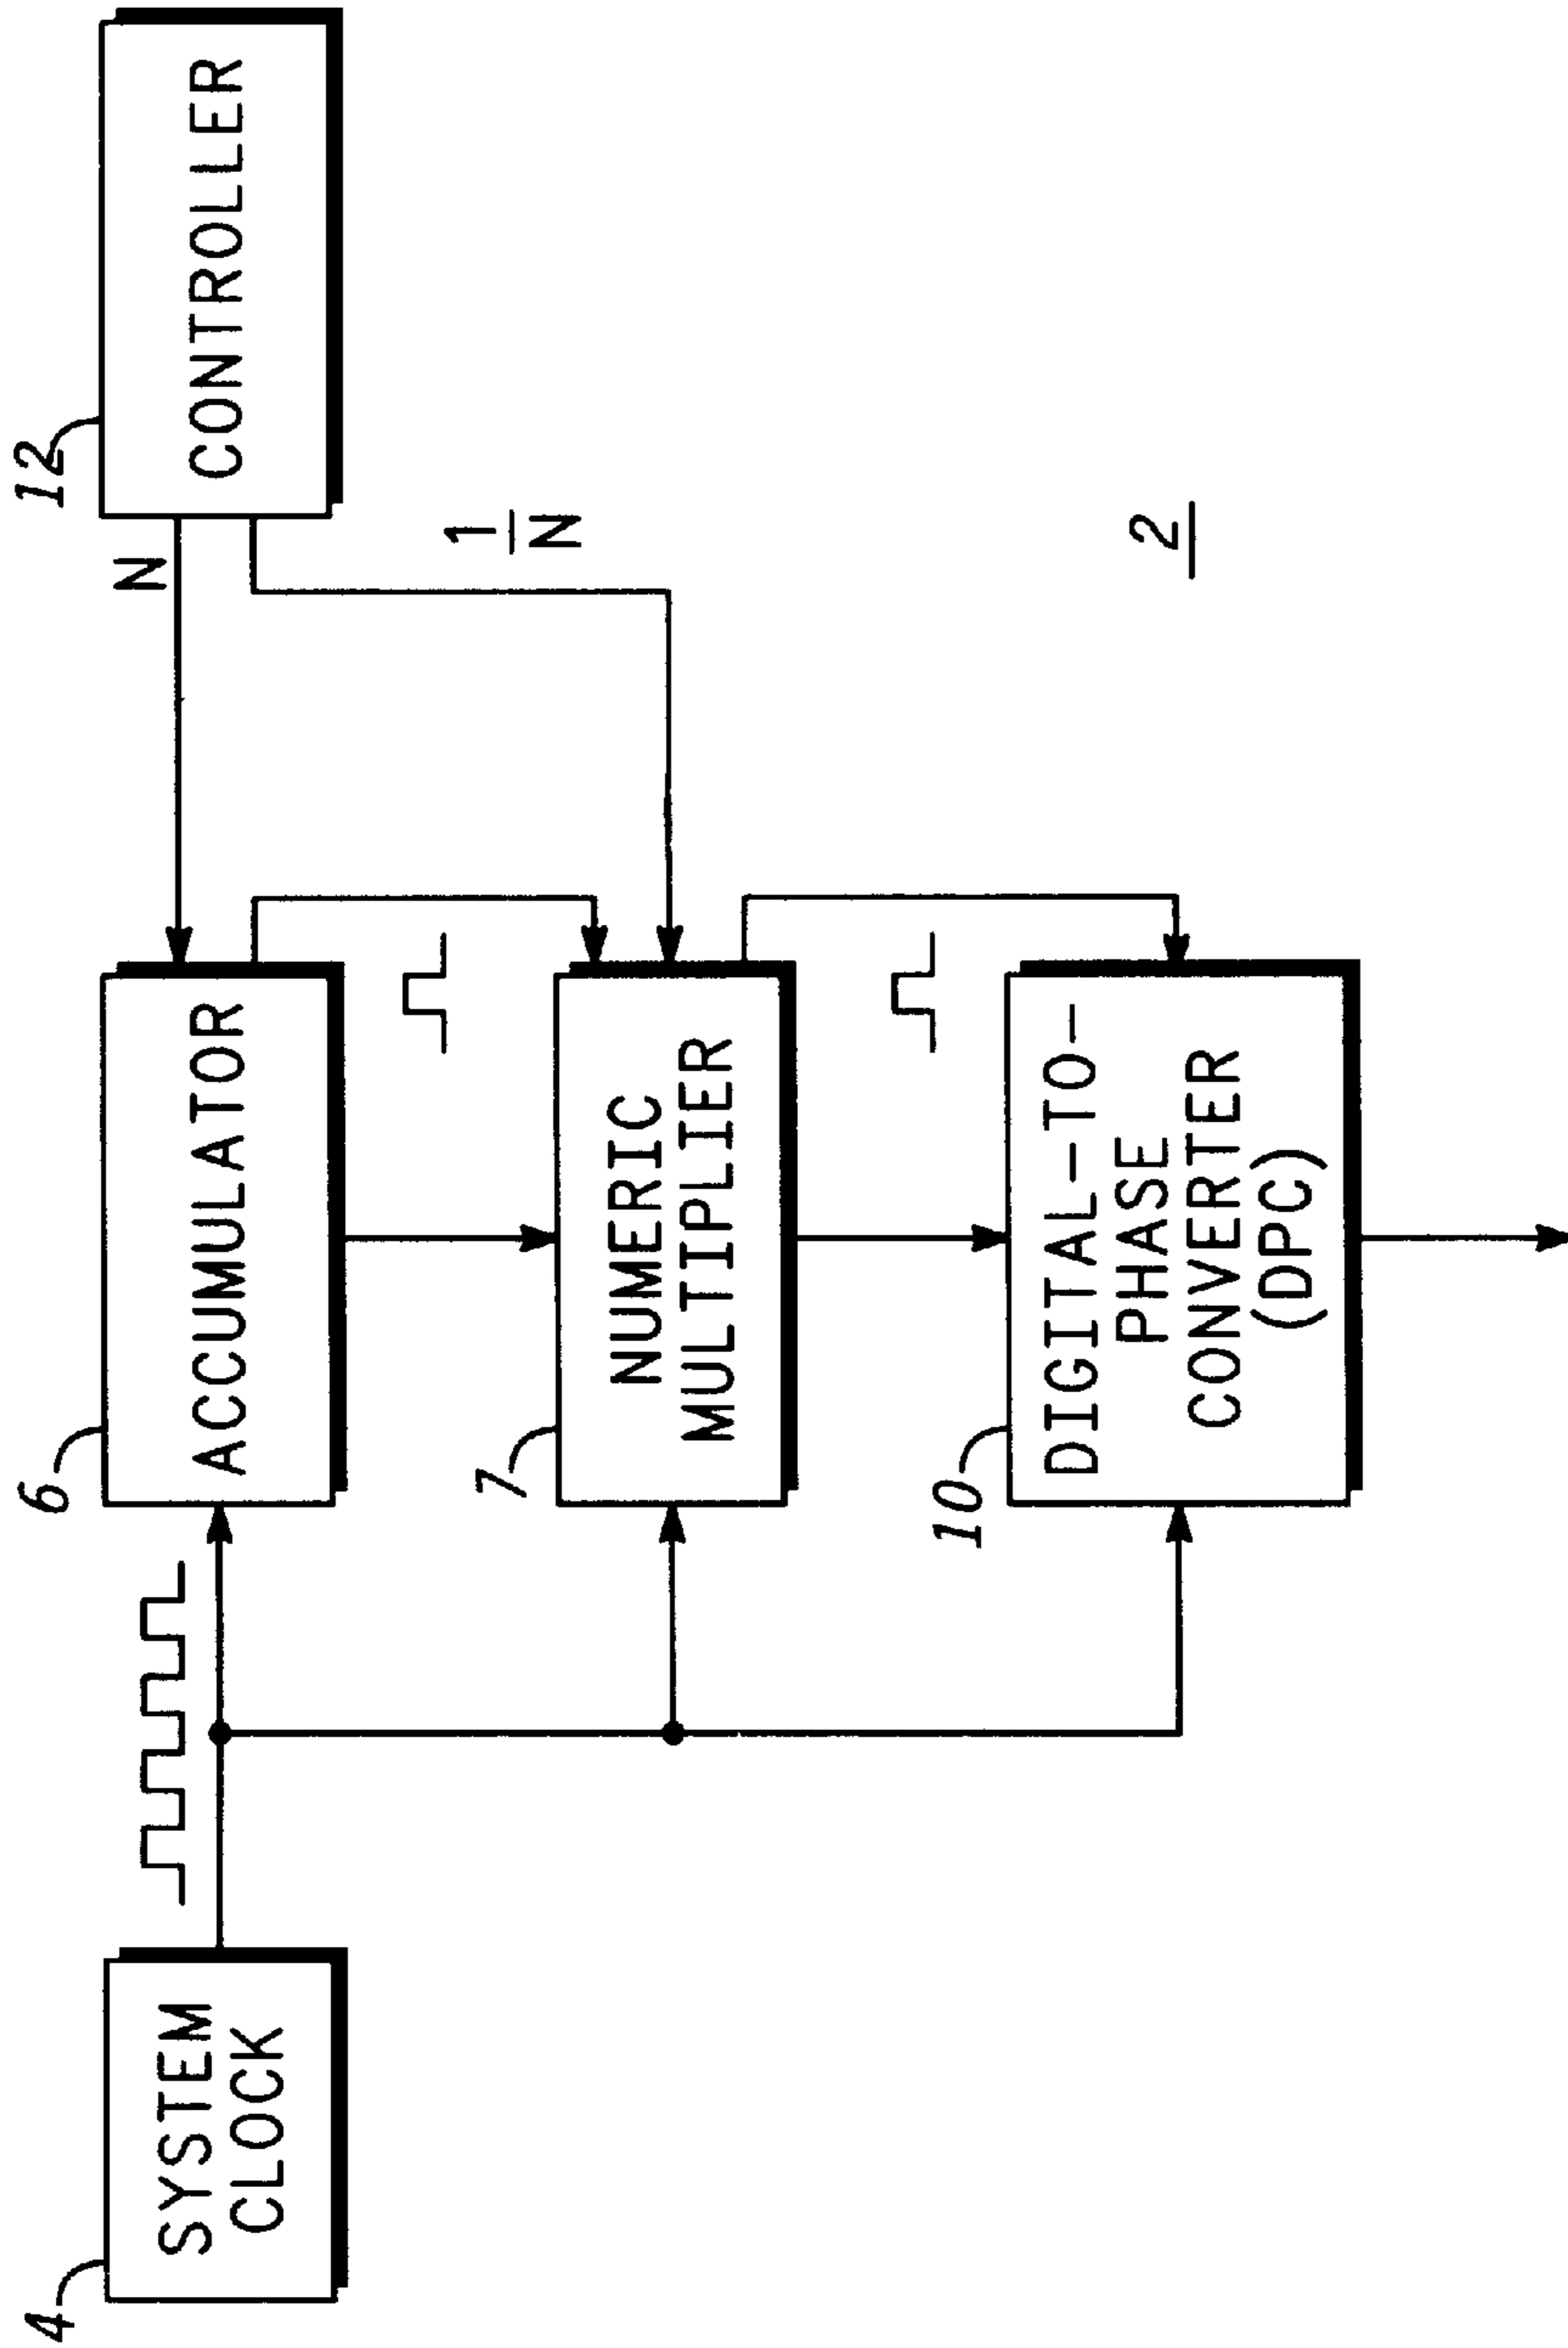 4
SYSTEM
CLOCK
6
ACCUMULATOR
N
12
CONTROLLER
1
N
7
NUMERIC
MULTIPLIER
2
10
DIGITAL-TO-
PHASE
CONVERTER
(DPC)